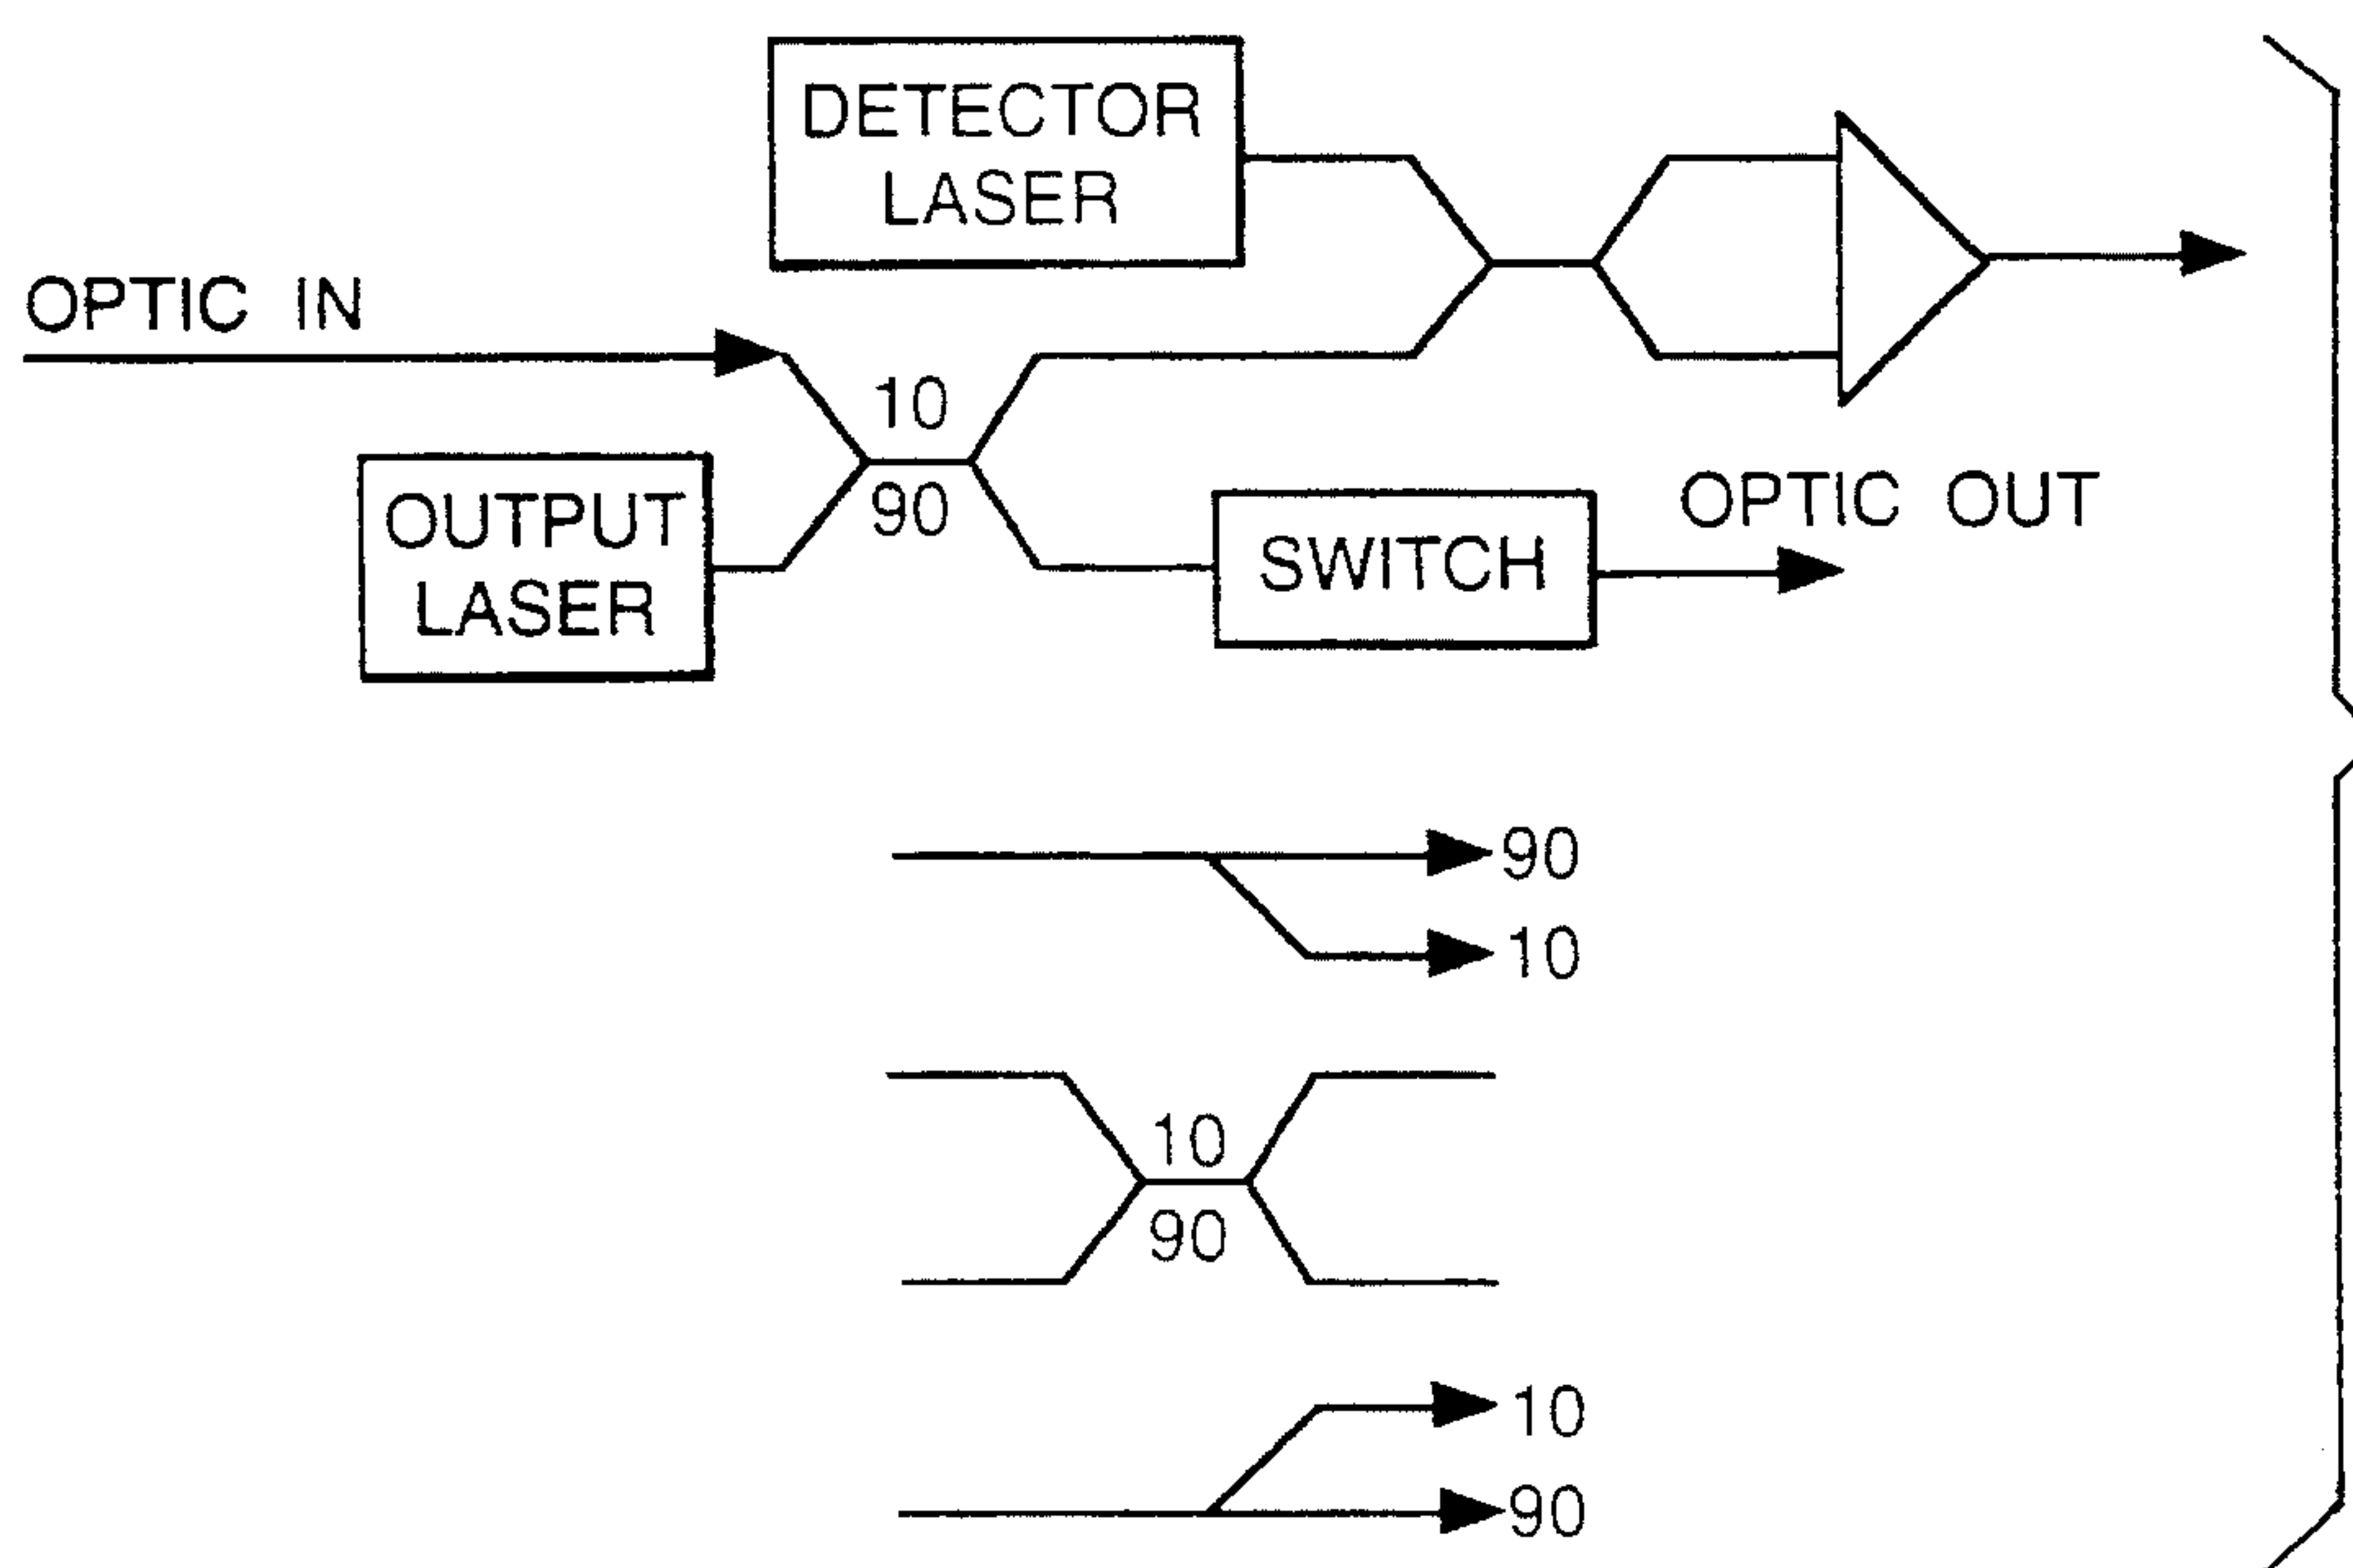 DETECTOR
LASER
OPTIC IN
10
90
OUTPUT
LASER
SWITCH
OPTIC OUT
90
10
10
90
10
90